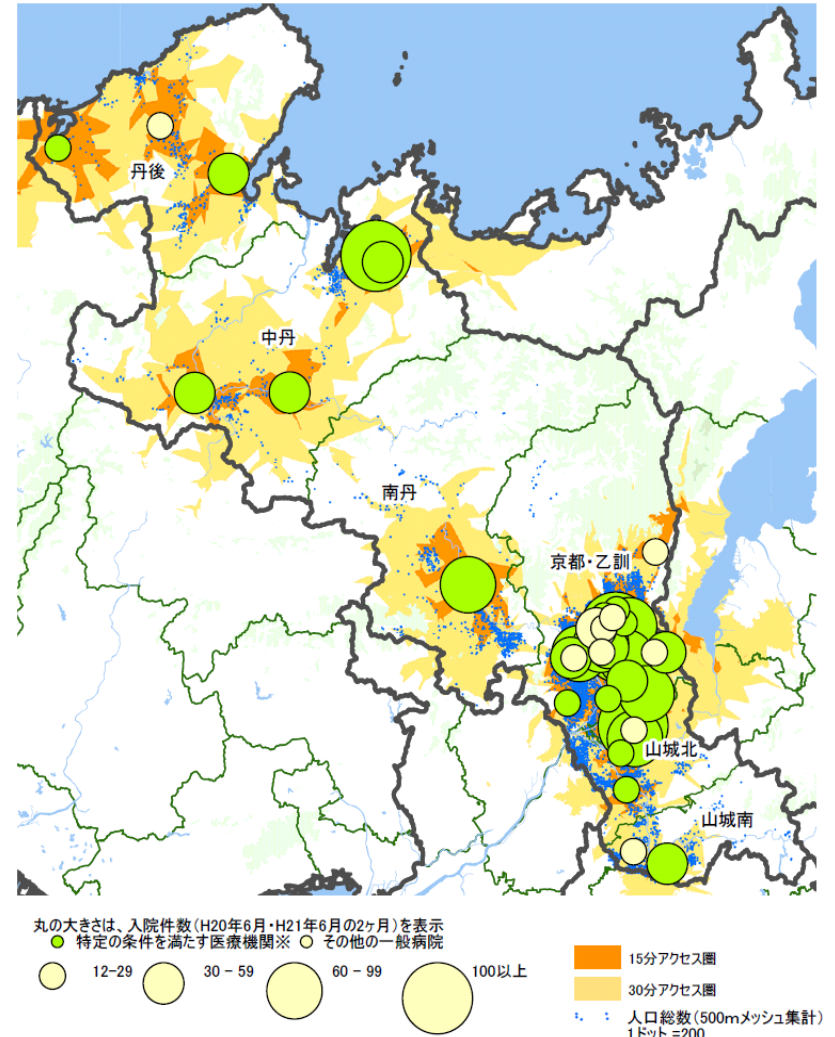 丹後
中丹
南丹
京都・乙訓
山城北
山城南
丸の大きさは、入院件数(H20年6月・H21年6月の2ヶ月)を表示
特定の条件を満たす医療機関※ その他の一般病院
12-29 30 - 59 60 - 99 100以上
15分アクセス圏
30分アクセス圏
人口総数(500mメッシュ集計)
1ドット =200